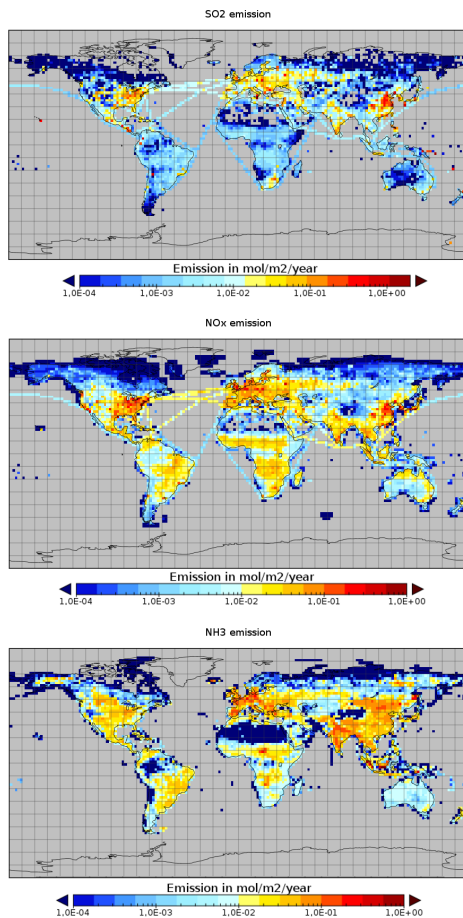 SO2 emission
Emission in mol/m2/year
1,0E-04 1,0E-03 1,0E-02 1,0E-01 1,0E+00
NOx emission
Emission in mol/m2/year
1,0E-04 1,0E-03 1,0E-02 1,0E-01 1,0E+00
NH3 emission
Emission in mol/m2/year
1,0E-04 1,0E-03 1,0E-02 1,0E-01 1,0E+00